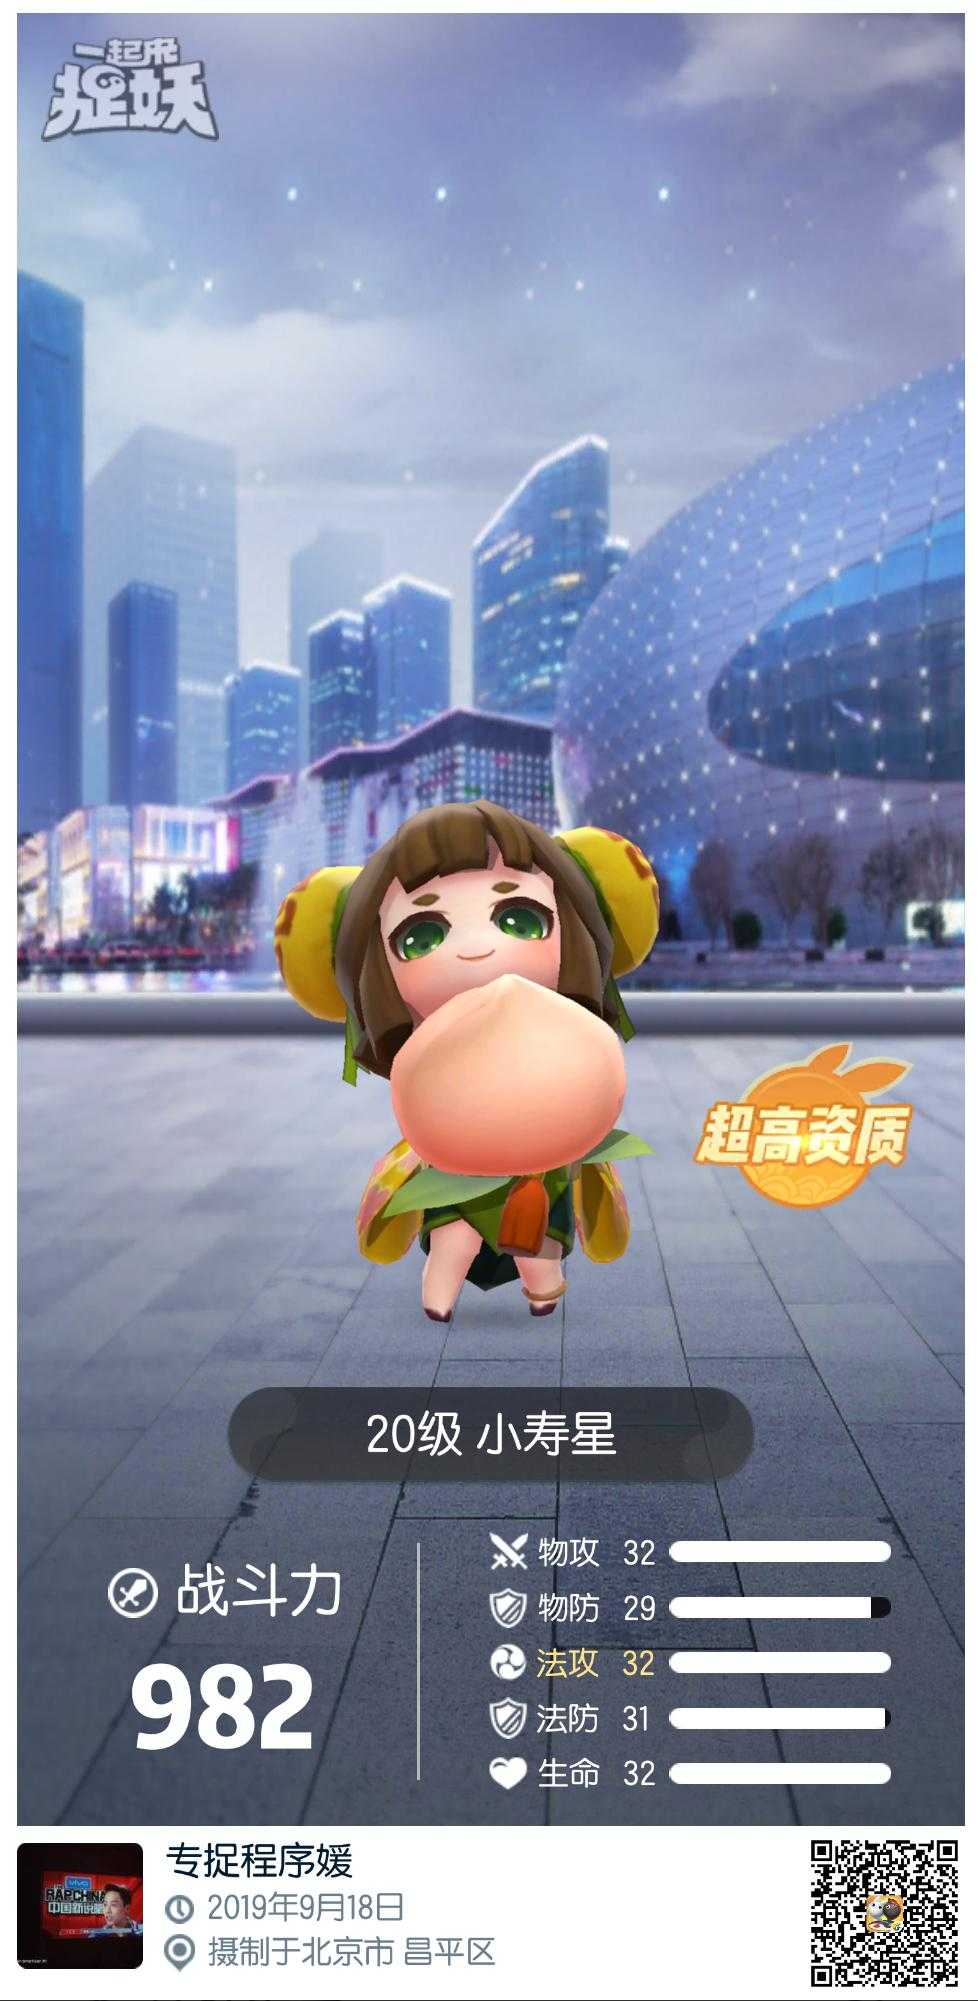 一起来
捉妖
超高资质
20级 小寿星
战斗力
982
物攻 32
物防 29
法攻 32
法防 31
生命 32
专捉程序媛
2019年9月18日
摄制于北京市 昌平区
vivo
RAPCHINA
中国新说唱